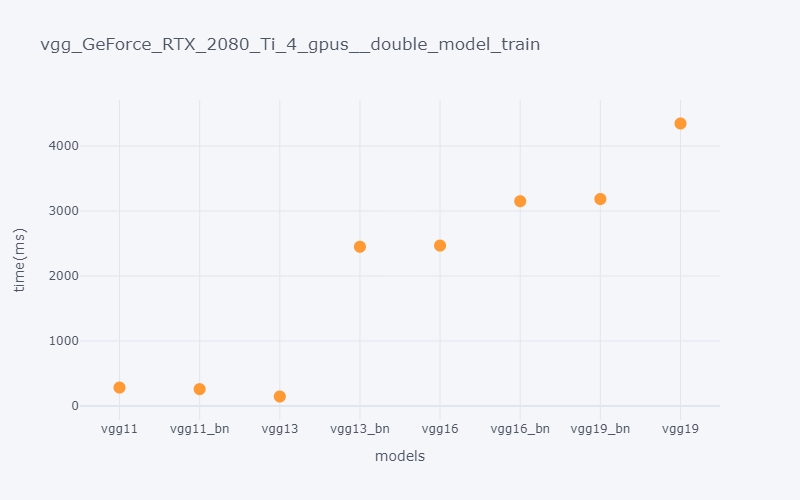 vgg_GeForce_RTX_2080_Ti_4_gpus__double_model_train
time(ms)
4000
3000
2000
1000
0
vgg11 vgg11_bn vgg13 vgg13_bn vgg16 vgg16_bn vgg19_bn vgg19
models